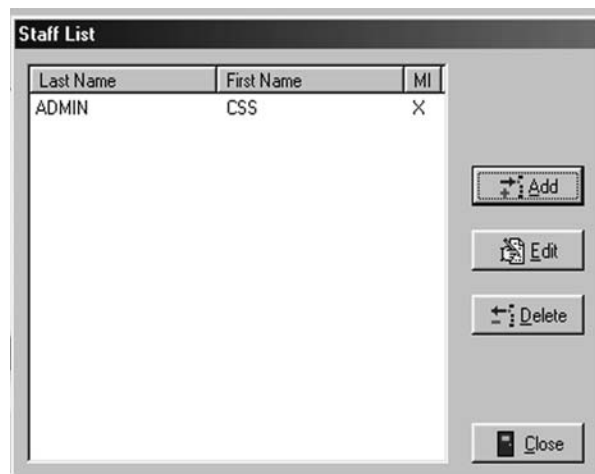 Staff List
Last Name First Name MI
ADMIN CSS X
Add
Edit
Delete
Close